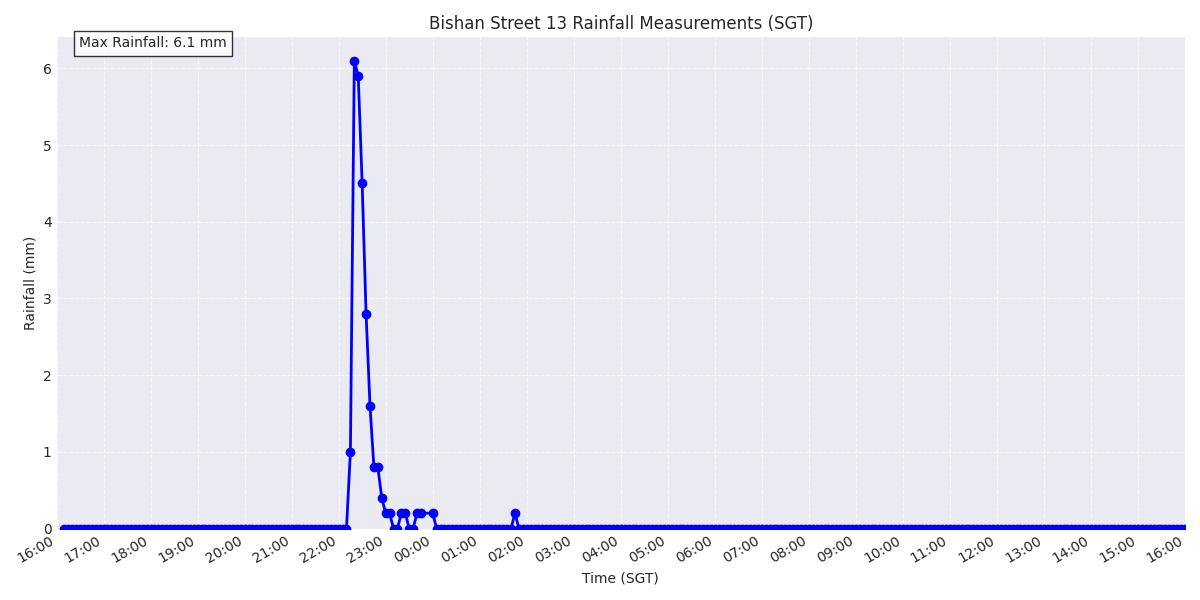 Bishan Street 13 Rainfall Measurements (SGT)
Max Rainfall: 6.1 mm
Rainfall (mm)
6
5
4
3
2
1
0
16:00 17:00 18:00 19:00 20:00 21:00 22:00 23:00 00:00 01:00 02:00 03:00 04:00 05:00 06:00 07:00 08:00 09:00 10:00 11:00 12:00 13:00 14:00 15:00 16:00
Time (SGT)